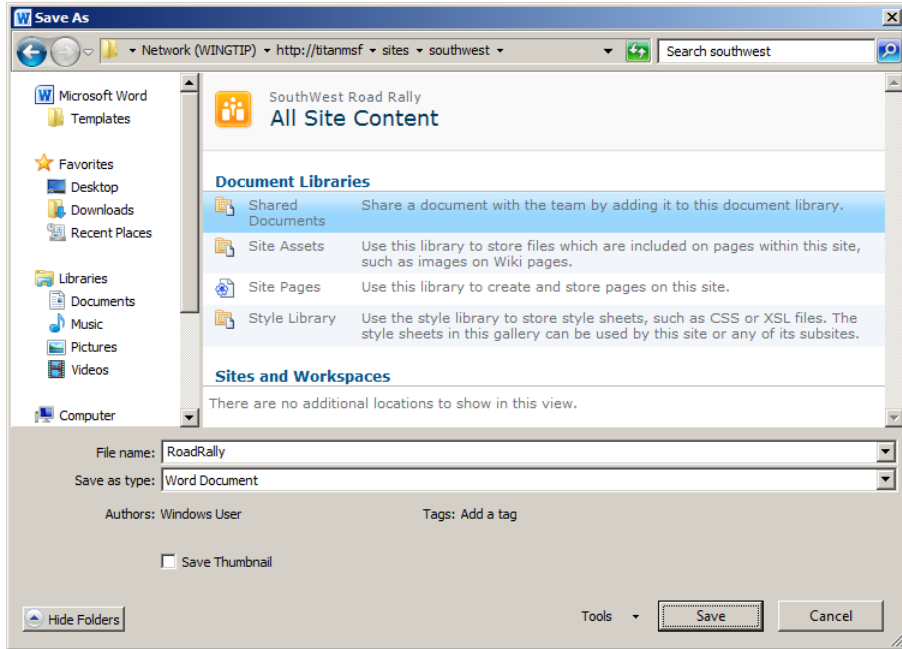 Save As
Network (WINGTIP) http://titanmsf sites southwest Search southwest
Microsoft Word
Templates
Favorites
Desktop
Downloads
Recent Places
Libraries
Documents
Music
Pictures
Videos
Computer
SouthWest Road Rally
All Site Content
Document Libraries
Shared Documents Share a document with the team by adding it to this document library.
Site Assets Use this library to store files which are included on pages within this site,
such as images on Wiki pages.
Site Pages Use this library to create and store pages on this site.
Style Library Use the style library to store style sheets, such as CSS or XSL files. The
style sheets in this gallery can be used by this site or any of its subsites.
Sites and Workspaces
There are no additional locations to show in this view.
File name: RoadRally
Save as type: Word Document
Authors: Windows User Tags: Add a tag
Save Thumbnail
Hide Folders Tools Save Cancel